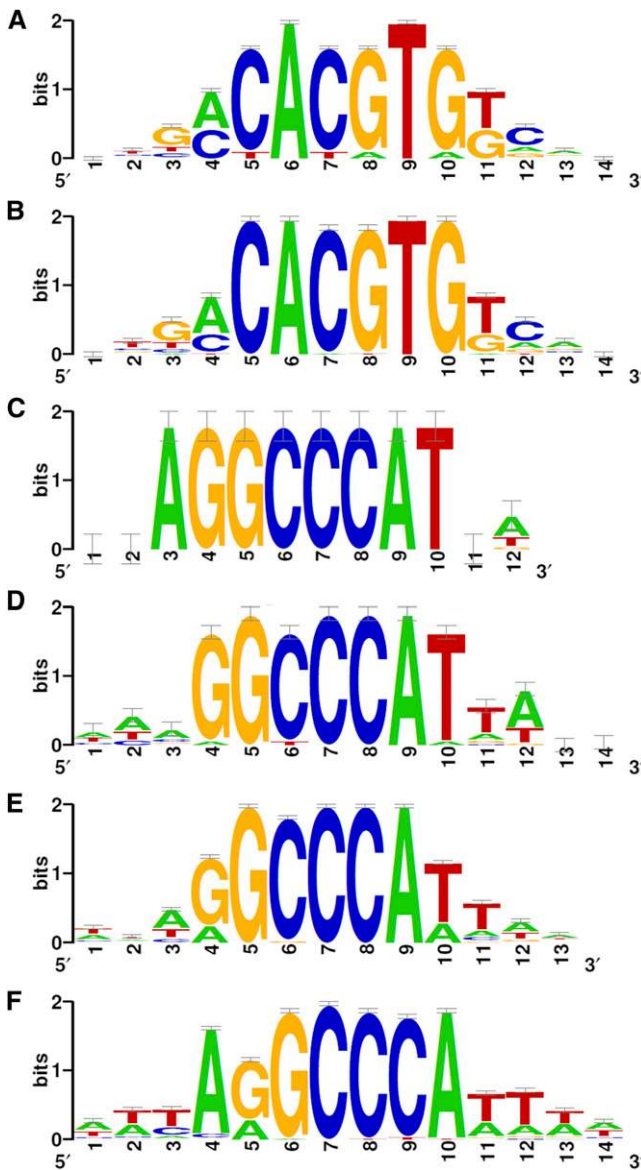 A
bits
2
1
0
G A C A C G T G T C
T C T T A A G A
5′ 1 2 3 4 5 6 7 8 9 10 11 12 13 14 3′
B
bits
2
1
0
G A C A C G T G T C
T C G A
5′ 1 2 3 4 5 6 7 8 9 10 11 12 13 14 3′
C
bits
2
1
0
A G G C C C A T A
T
5′ 1 2 3 4 5 6 7 8 9 10 11 12 3′
D
bits
2
1
0
A A A G G C C C A T T A
T T A T
5′ 1 2 3 4 5 6 7 8 9 10 11 12 13 14 3′
E
bits
2
1
0
T A G G C C C A T T A
A T A A A T
5′ 1 2 3 4 5 6 7 8 9 10 11 12 13 3′
F
bits
2
1
0
A T T A G G C C C A T T T A
T A C A A A A T
5′ 1 2 3 4 5 6 7 8 9 10 11 12 13 14 3′